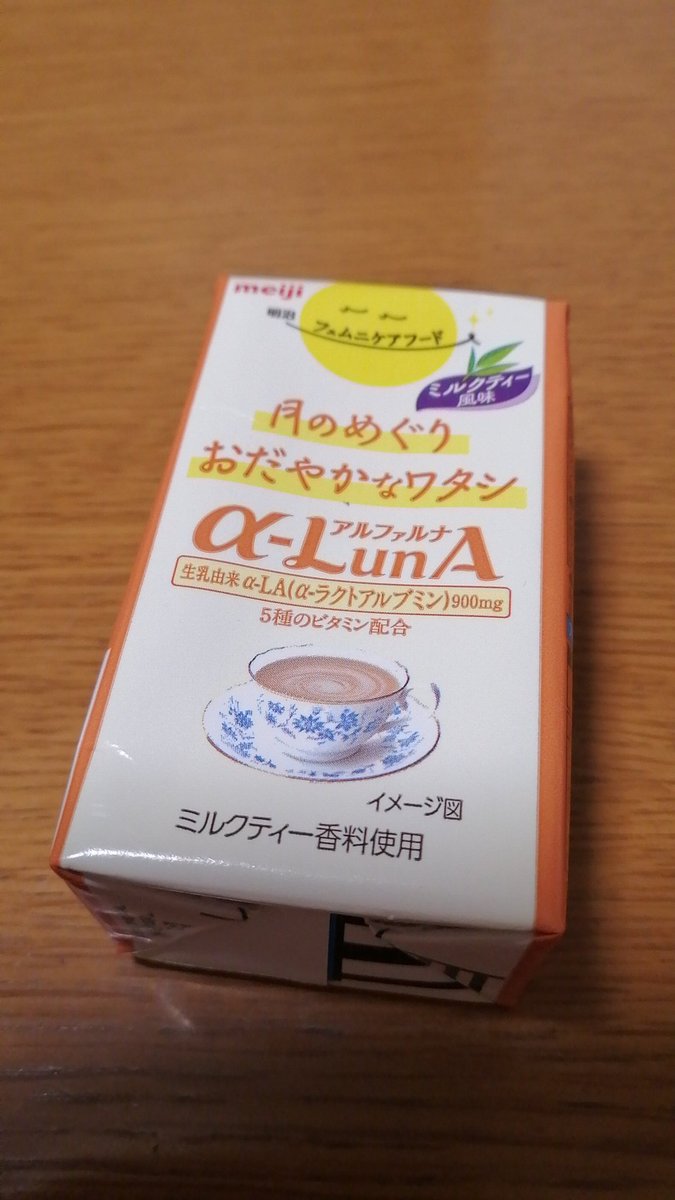 meiji
明治
フェムニケアフード
ミルクティー
風味
月のめぐり
おだやかなワタシ
アルファルナ
α-LunA
生乳由来 α-LA(α-ラクトアルブミン)900mg
5種のビタミン配合
イメージ図
ミルクティー香料使用